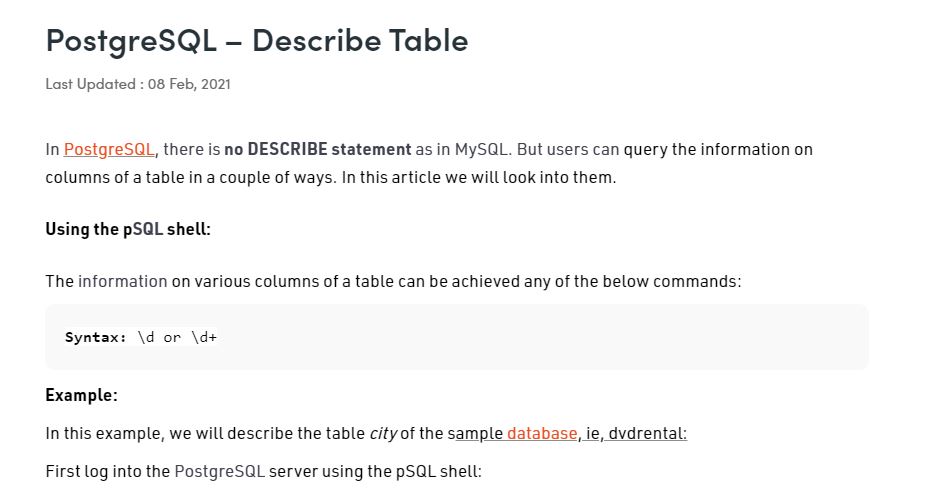 PostgreSQL – Describe Table
Last Updated : 08 Feb, 2021
In PostgreSQL, there is no DESCRIBE statement as in MySQL. But users can query the information on
columns of a table in a couple of ways. In this article we will look into them.
Using the pSQL shell:
The information on various columns of a table can be achieved any of the below commands:
Syntax: \d or \d+
Example:
In this example, we will describe the table city of the sample database, ie, dvdrental:
First log into the PostgreSQL server using the pSQL shell: